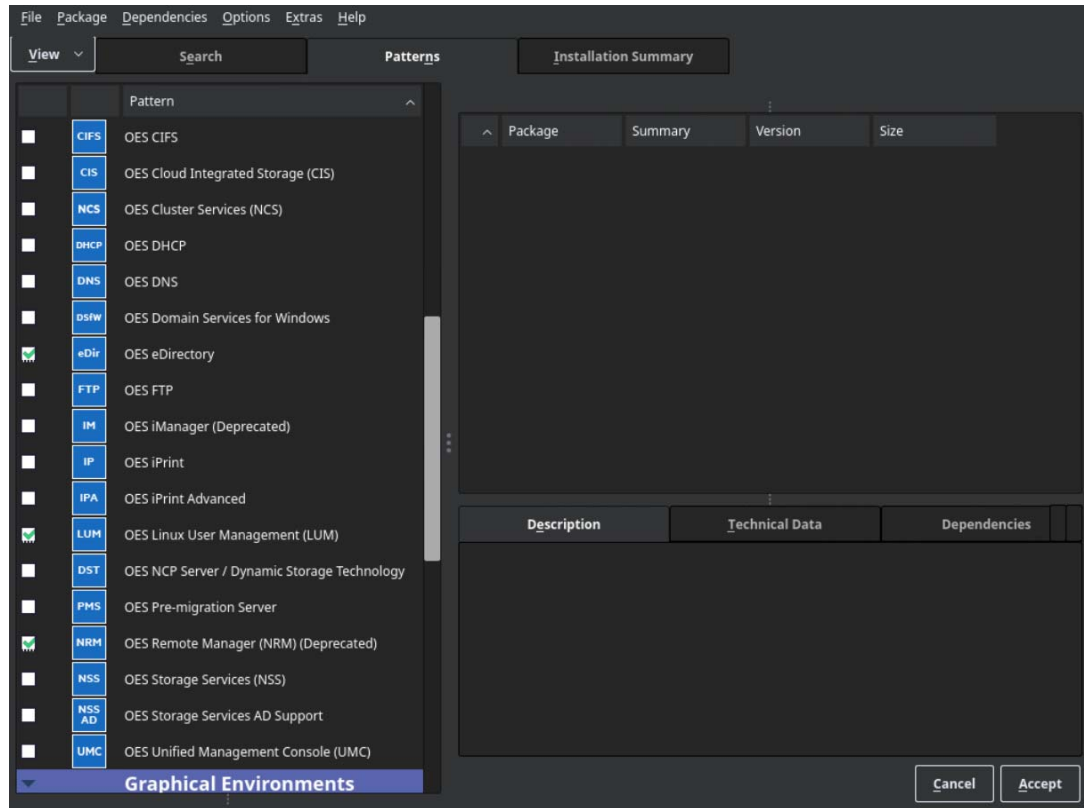 File Package Dependencies Options Extras Help
View Search Patterns Installation Summary
Pattern
CIFS OES CIFS
CIS OES Cloud Integrated Storage (CIS)
NCS OES Cluster Services (NCS)
DHCP OES DHCP
DNS OES DNS
DSfW OES Domain Services for Windows
eDir OES eDirectory
FTP OES FTP
IM OES iManager (Deprecated)
IP OES iPrint
IPA OES iPrint Advanced
LUM OES Linux User Management (LUM)
DST OES NCP Server / Dynamic Storage Technology
PMS OES Pre-migration Server
NRM OES Remote Manager (NRM) (Deprecated)
NSS OES Storage Services (NSS)
NSS AD OES Storage Services AD Support
UMC OES Unified Management Console (UMC)
Graphical Environments
Package Summary Version Size
Description Technical Data Dependencies
Cancel Accept